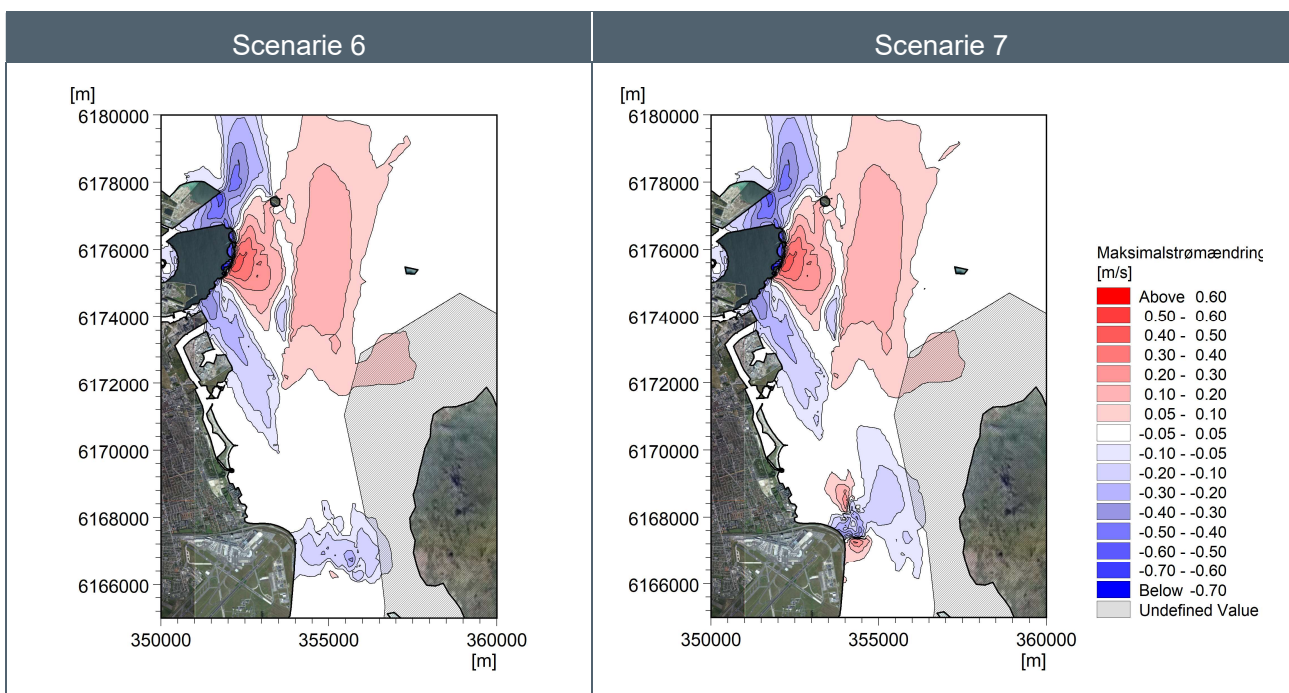 Scenarie 6
Scenarie 7
[m]
6180000
6178000
6176000
6174000
6172000
6170000
6168000
6166000
350000
355000
360000
[m]
[m]
6180000
6178000
6176000
6174000
6172000
6170000
6168000
6166000
350000
355000
360000
[m]
Maksimalstrømændring
[m/s]
Above 0.60
0.50 - 0.60
0.40 - 0.50
0.30 - 0.40
0.20 - 0.30
0.10 - 0.20
0.05 - 0.10
-0.05 - 0.05
-0.10 - -0.05
-0.20 - -0.10
-0.30 - -0.20
-0.40 - -0.30
-0.50 - -0.40
-0.60 - -0.50
-0.70 - -0.60
Below -0.70
Undefined Value